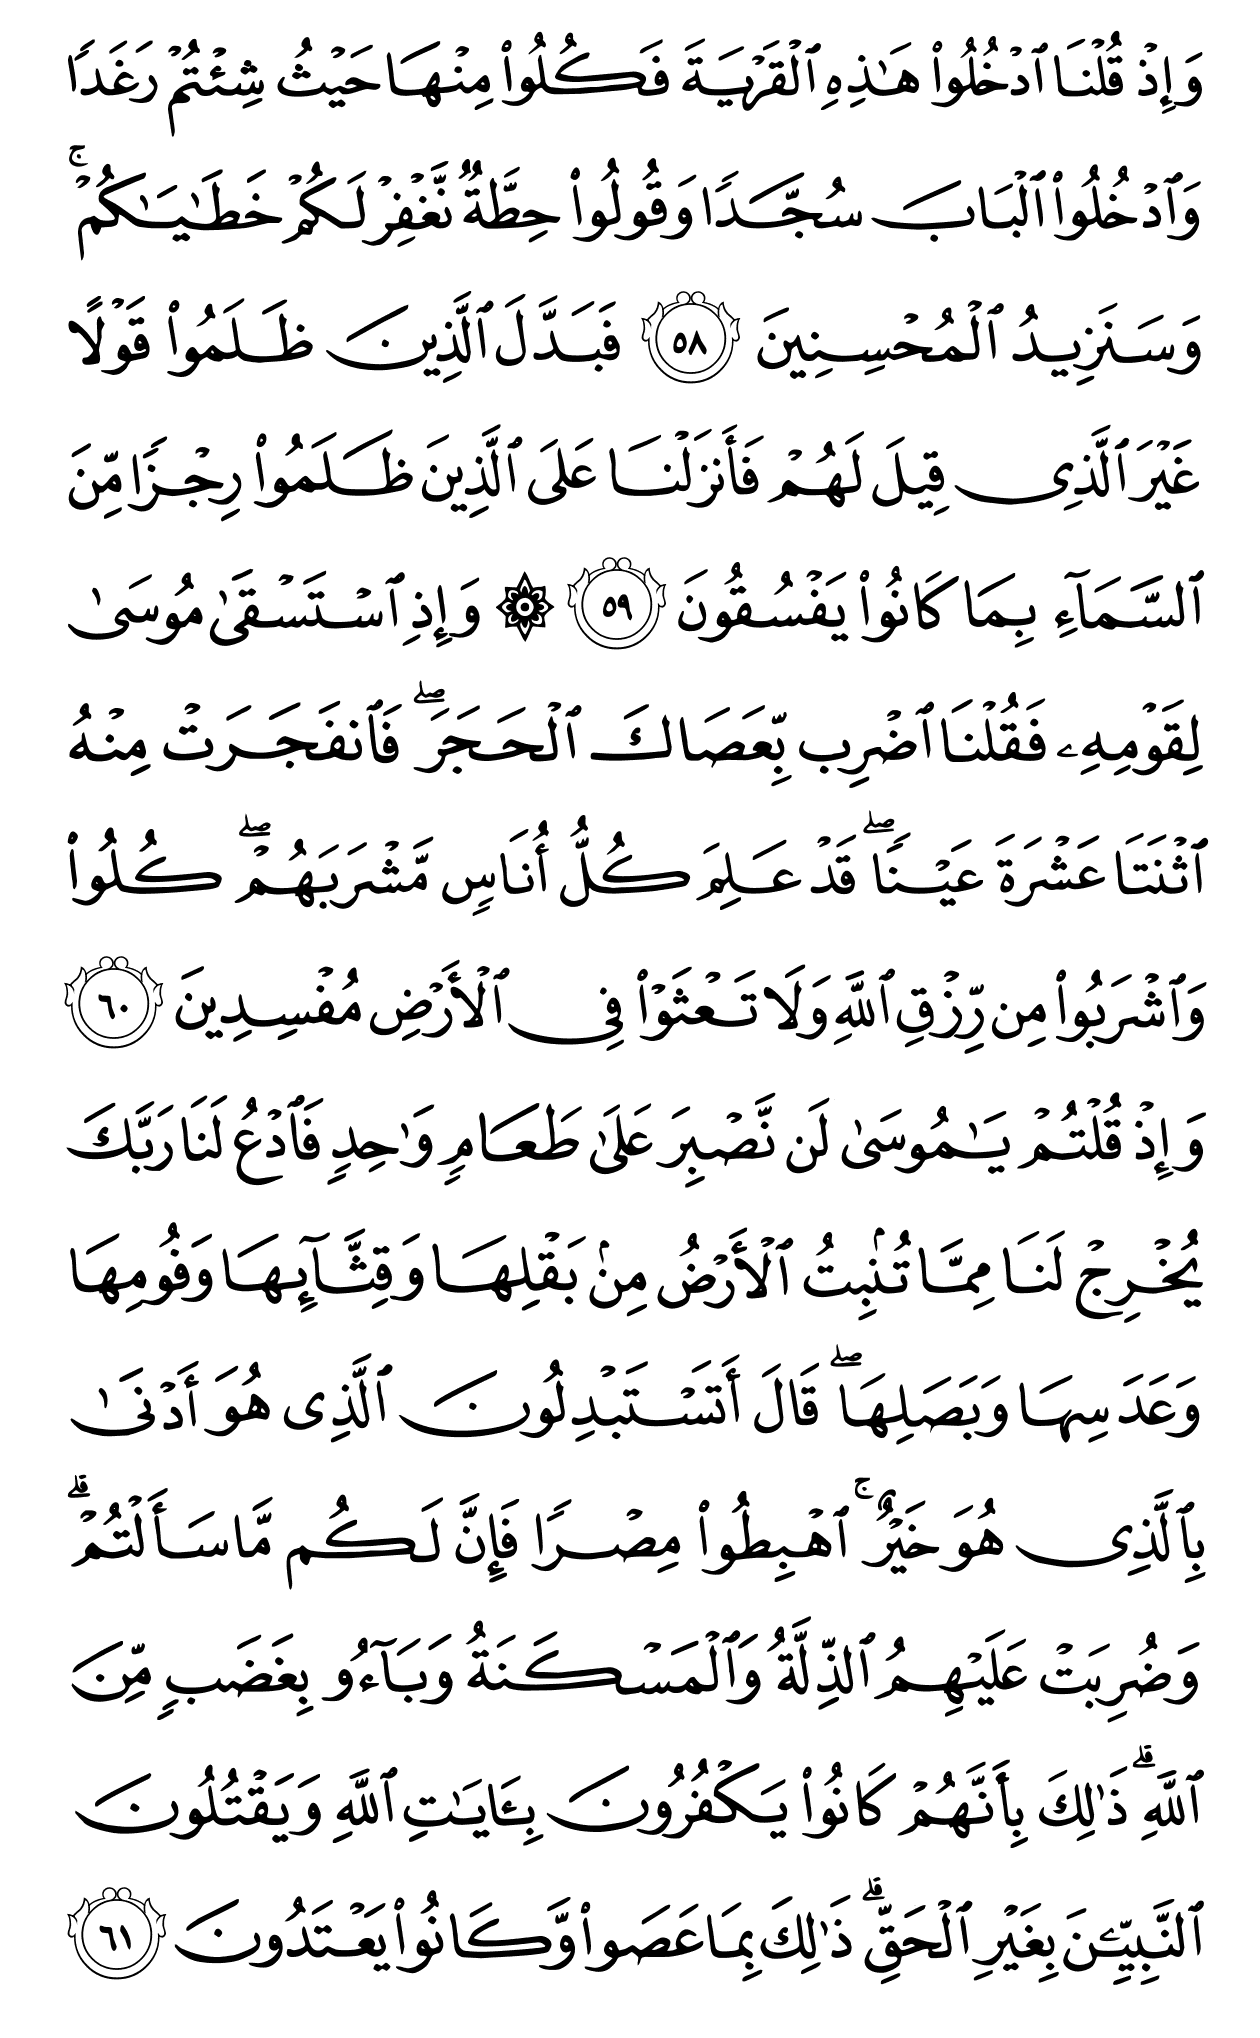 وَإِذۡ قُلۡنَا ٱدۡخُلُواْ هَٰذِهِ ٱلۡقَرۡيَةَ فَكُلُواْ مِنۡهَا حَيۡثُ شِئۡتُمۡ رَغَدٗا
وَٱدۡخُلُواْ ٱلۡبَابَ سُجَّدٗا وَقُولُواْ حِطَّةٞ نَّغۡفِرۡ لَكُمۡ خَطَٰيَٰكُمۡۚ
وَسَنَزِيدُ ٱلۡمُحۡسِنِينَ ٥٨ فَبَدَّلَ ٱلَّذِينَ ظَلَمُواْ قَوۡلًا
غَيۡرَ ٱلَّذِي قِيلَ لَهُمۡ فَأَنزَلۡنَا عَلَى ٱلَّذِينَ ظَلَمُواْ رِجۡزٗا مِّنَ
ٱلسَّمَآءِ بِمَا كَانُواْ يَفۡسُقُونَ ٥٩ ۞ وَإِذِ ٱسۡتَسۡقَىٰ مُوسَىٰ
لِقَوۡمِهِۦ فَقُلۡنَا ٱضۡرِب بِّعَصَاكَ ٱلۡحَجَرَۖ فَٱنفَجَرَتۡ مِنۡهُ
ٱثۡنَتَا عَشۡرَةَ عَيۡنٗاۖ قَدۡ عَلِمَ كُلُّ أُنَاسٖ مَّشۡرَبَهُمۡۖ كُلُواْ
وَٱشۡرَبُواْ مِن رِّزۡقِ ٱللَّهِ وَلَا تَعۡثَوۡاْ فِي ٱلۡأَرۡضِ مُفۡسِدِينَ ٦٠
وَإِذۡ قُلۡتُمۡ يَٰمُوسَىٰ لَن نَّصۡبِرَ عَلَىٰ طَعَامٖ وَٰحِدٖ فَٱدۡعُ لَنَا رَبَّكَ
يُخۡرِجۡ لَنَا مِمَّا تُنۢبِتُ ٱلۡأَرۡضُ مِنۢ بَقۡلِهَا وَقِثَّآئِهَا وَفُومِهَا
وَعَدَسِهَا وَبَصَلِهَاۖ قَالَ أَتَسۡتَبۡدِلُونَ ٱلَّذِي هُوَ أَدۡنَىٰ
بِٱلَّذِي هُوَ خَيۡرٌۚ ٱهۡبِطُواْ مِصۡرٗا فَإِنَّ لَكُم مَّا سَأَلۡتُمۡۗ
وَضُرِبَتۡ عَلَيۡهِمُ ٱلذِّلَّةُ وَٱلۡمَسۡكَنَةُ وَبَآءُو بِغَضَبٖ مِّنَ
ٱللَّهِۗ ذَٰلِكَ بِأَنَّهُمۡ كَانُواْ يَكۡفُرُونَ بِـَٔايَٰتِ ٱللَّهِ وَيَقۡتُلُونَ
ٱلنَّبِيِّـۧنَ بِغَيۡرِ ٱلۡحَقِّۗ ذَٰلِكَ بِمَا عَصَواْ وَّكَانُواْ يَعۡتَدُونَ ٦١